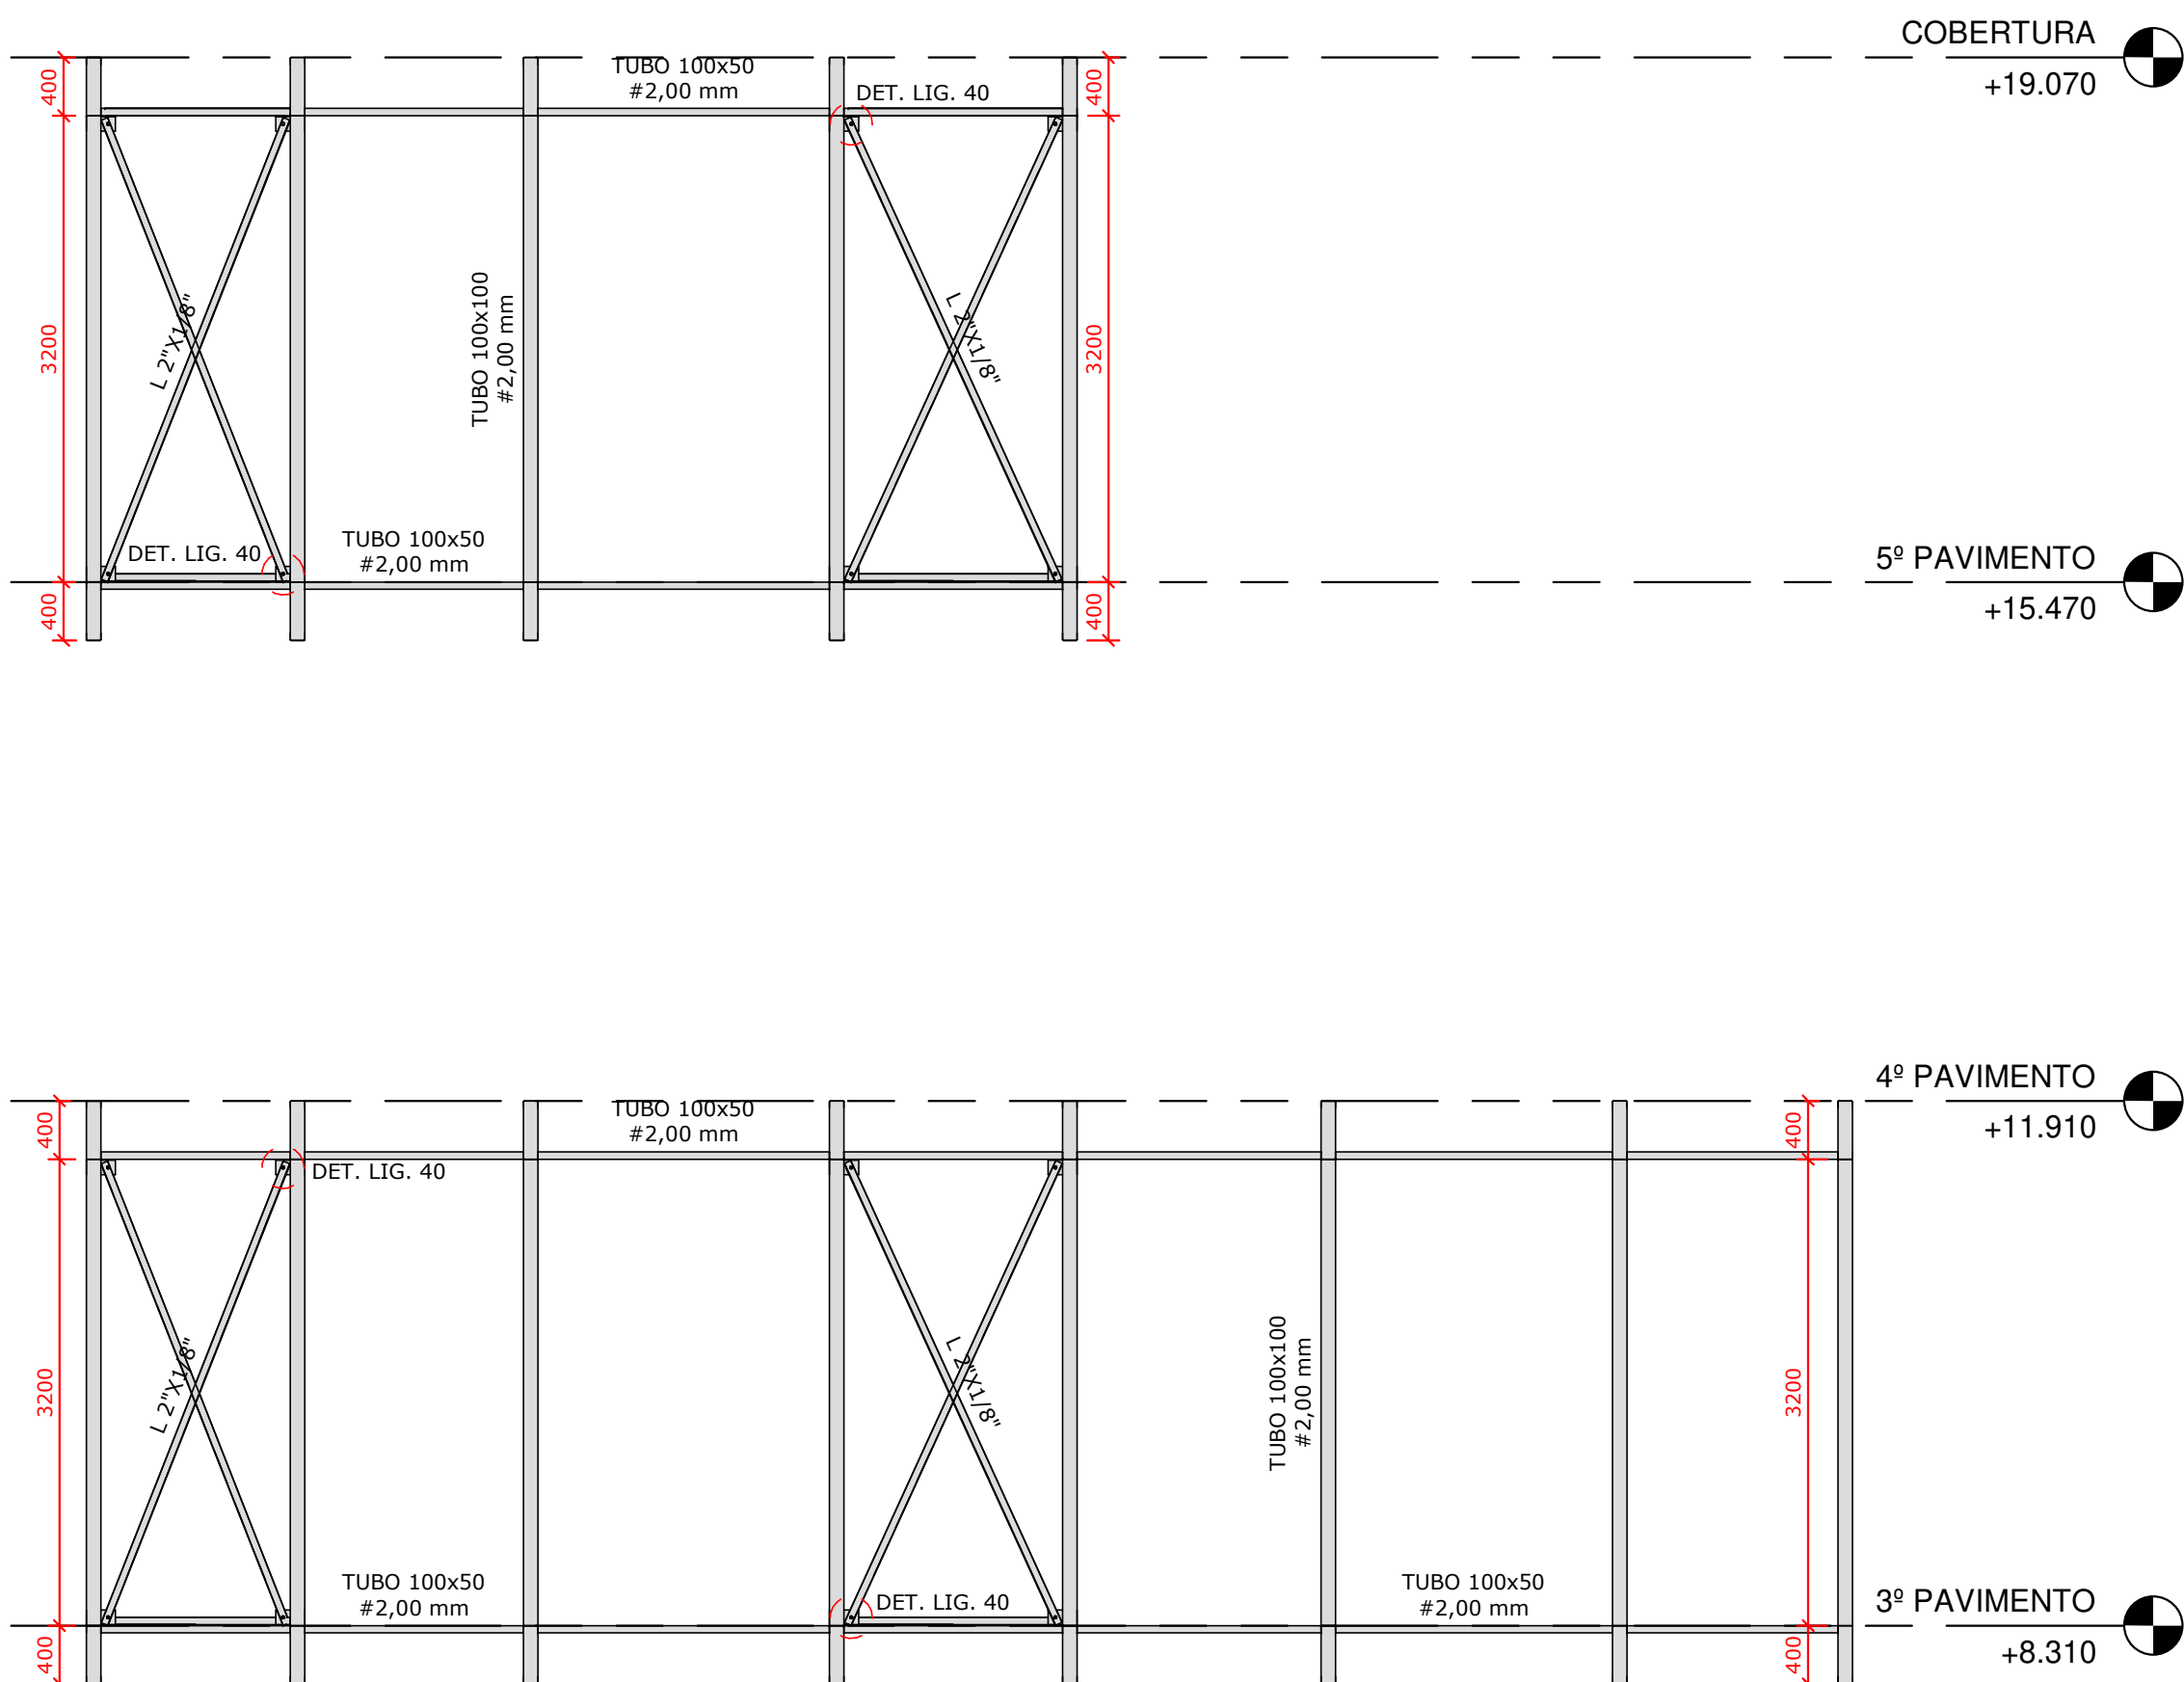 COBERTURA
+19.070
TUBO 100x50
#2,00 mm
DET. LIG. 40
400
400
3200
L 2"X1/8"
TUBO 100x100
#2,00 mm
L 2"X1/8"
3200
DET. LIG. 40
TUBO 100x50
#2,00 mm
5º PAVIMENTO
+15.470
400
400
4º PAVIMENTO
+11.910
TUBO 100x50
#2,00 mm
400
400
DET. LIG. 40
3200
L 2"X1/8"
L 2"X1/8"
TUBO 100x100
#2,00 mm
3200
TUBO 100x50
#2,00 mm
DET. LIG. 40
TUBO 100x50
#2,00 mm
3º PAVIMENTO
+8.310
400
400